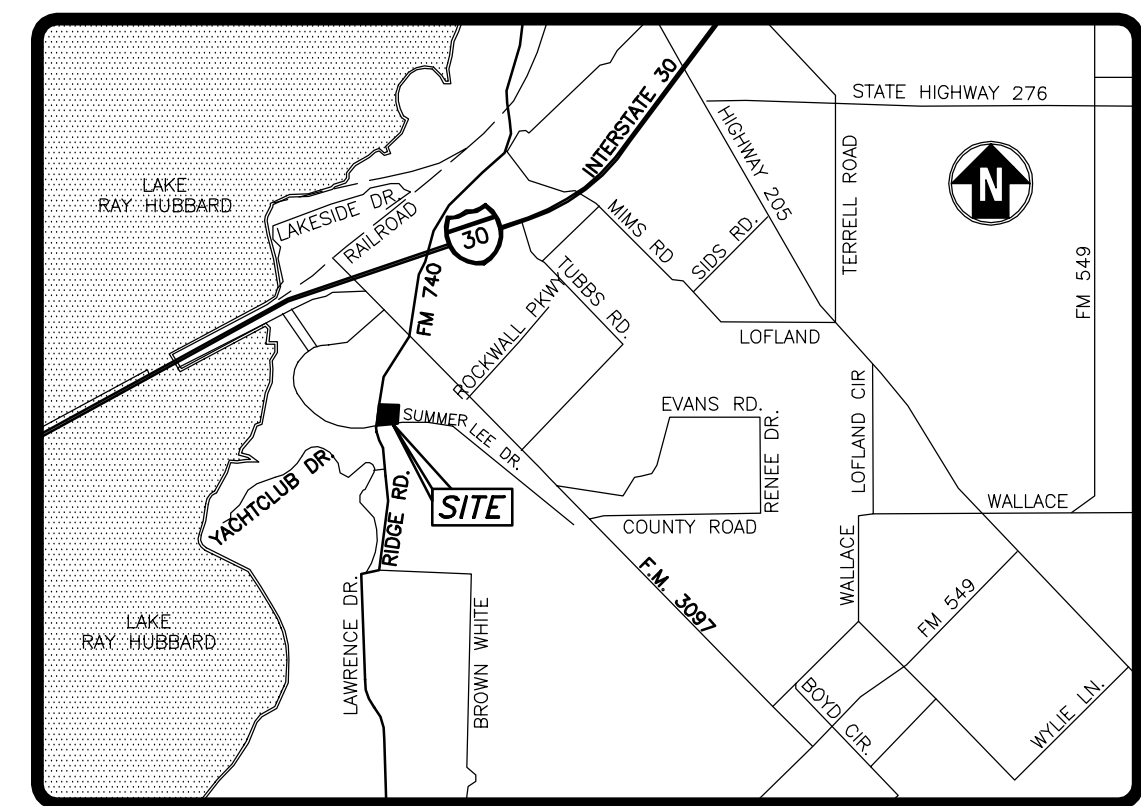 STATE HIGHWAY 276
INTERSTATE 30
HIGHWAY 205
TERRELL ROAD
N
LAKE
RAY HUBBARD
LAKESIDE DR.
RAILROAD
30
MIMS RD
SIDS RD.
FM 549
FM 740
TUBBS RD.
ROCKWALL PKWY
LOFLAND
SUMMER LEE DR.
EVANS RD.
RENEE DR.
LOFLAND CIR
YACHTCLUB DR.
RIDGE RD.
SITE
COUNTY ROAD
WALLACE
WALLACE
F.M. 3097
LAKE
RAY HUBBARD
LAWRENCE DR.
BROWN WHITE
FM 549
BOYD CIR.
WYLIE LN.